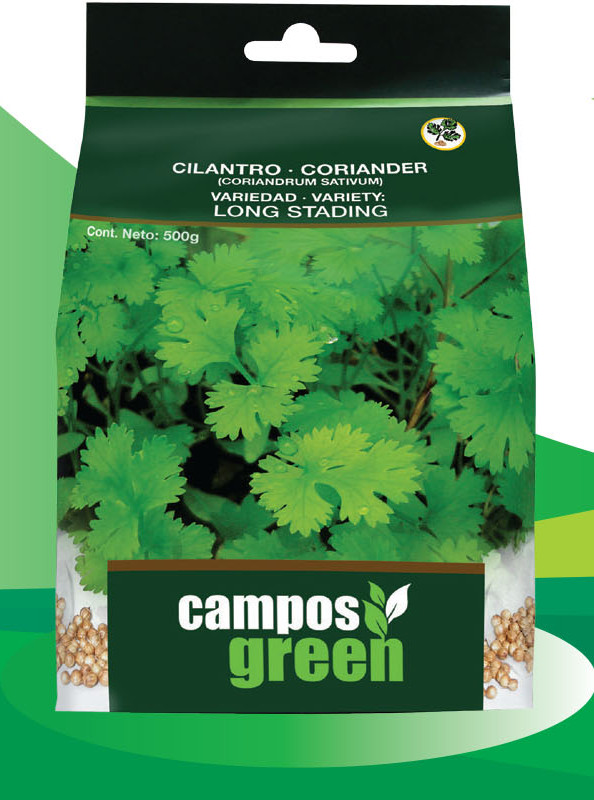 CILANTRO · CORIANDER
(CORIANDRUM SATIVUM)
VARIEDAD · VARIETY:
LONG STADING
Cont. Neto: 500g
campos
green